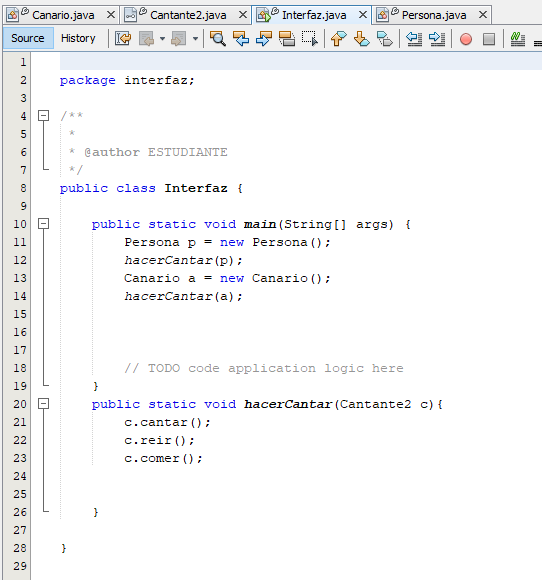 Canario.java Cantante2.java Interfaz.java Persona.java
Source History
1
2 package interfaz;
3
4 /**
5 *
6 * @author ESTUDIANTE
7 */
8 public class Interfaz {
9
10 public static void main(String[] args) {
11 Persona p = new Persona();
12 hacerCantar(p);
13 Canario a = new Canario();
14 hacerCantar(a);
15
16
17
18 // TODO code application logic here
19 }
20 public static void hacerCantar(Cantante2 c){
21 c.cantar();
22 c.reir();
23 c.comer();
24
25
26 }
27
28 }
29